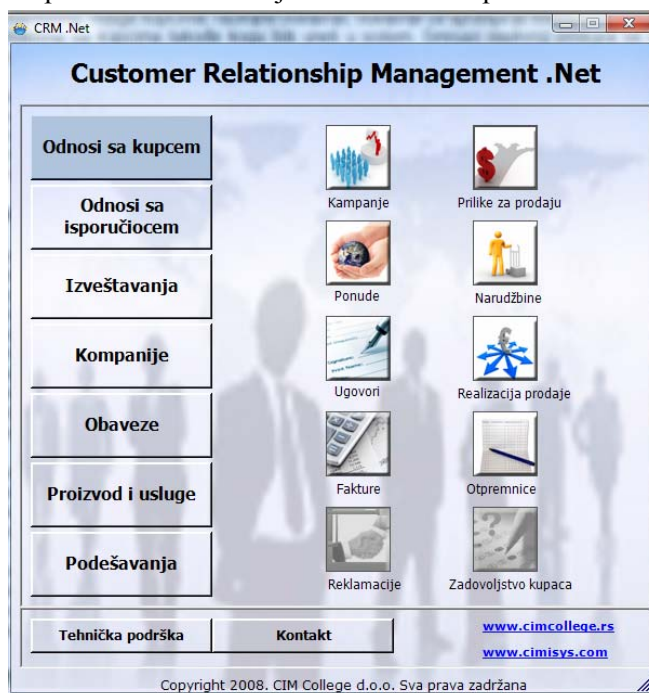 CRM .Net
Customer Relationship Management .Net
Odnosi sa kupcem
Odnosi sa
isporučiocem
Izveštavanja
Kompanije
Obaveze
Proizvod i usluge
Podešavanja
Kampanje
Prilike za prodaju
Ponude
Narudžbine
Ugovori
Realizacija prodaje
Fakture
Otpremnice
Reklamacije
Zadovoljstvo kupaca
Tehnička podrška
Kontakt
www.cimcollege.rs
www.cimisys.com
Copyright 2008. CIM College d.o.o. Sva prava zadržana